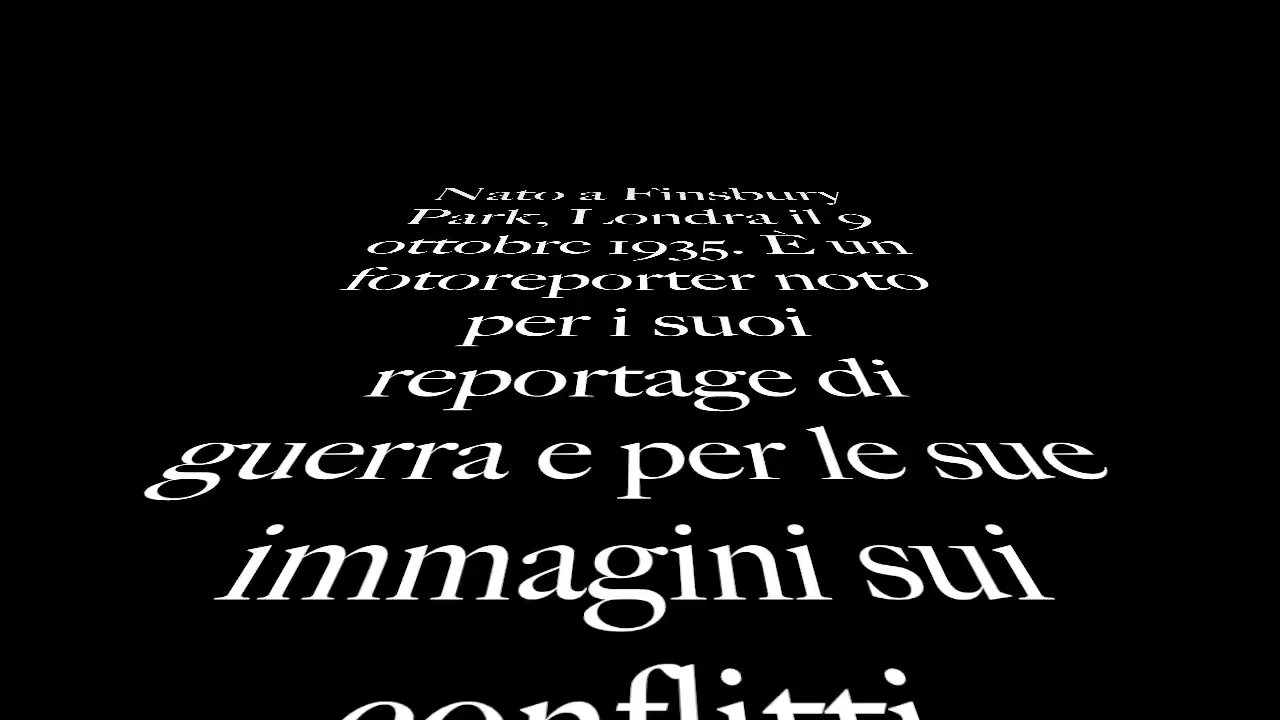 Nato a Finsbury
Park, Londra il 9
ottobre 1935. È un
fotoreporter noto
per i suoi
reportage di
guerra e per le sue
immagini sui
conflitti